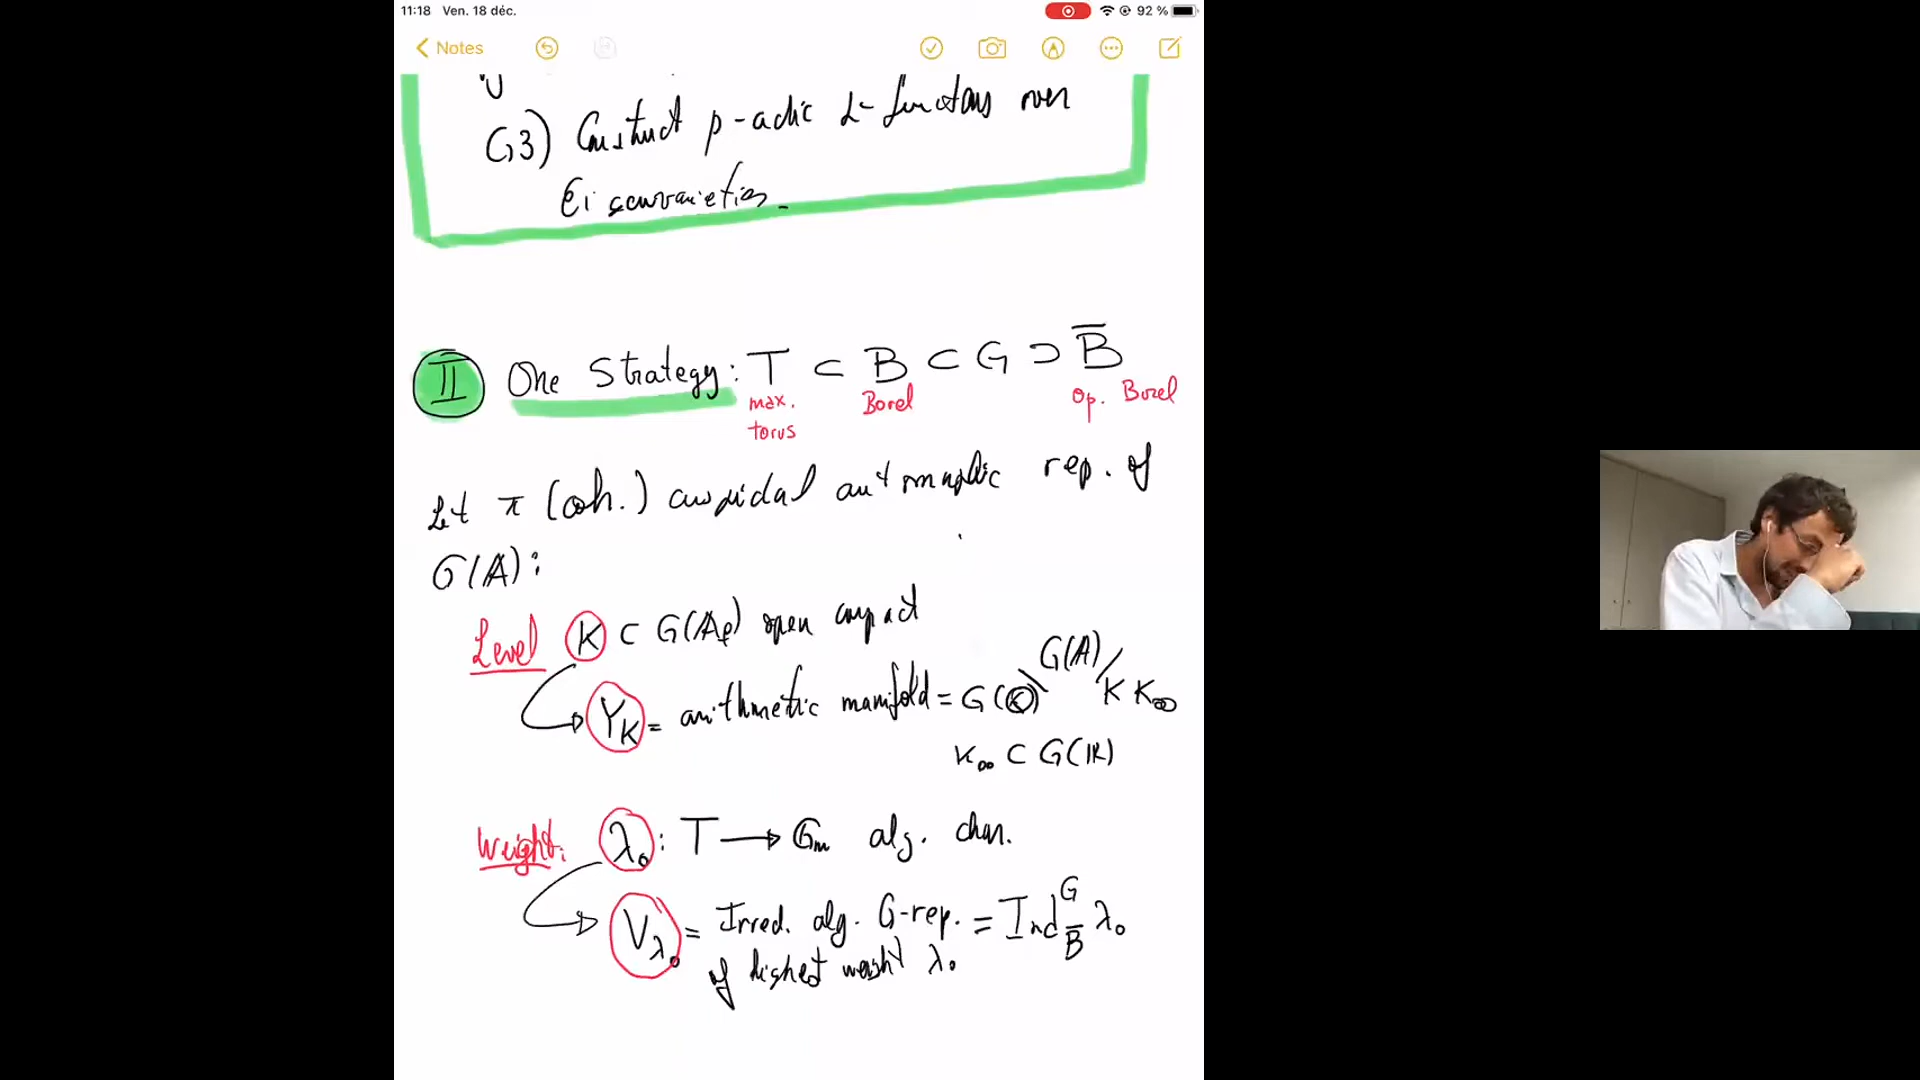 11:18 Ven. 18 déc. 92 %
Notes
G3) Construct p-adic L-functions over
Eigenvarieties.
II One Strategy: T ⊂ B ⊂ G ⊃ B̅
max. torus Borel op. Borel
Let π (coh.) cuspidal automorphic rep. of
G(A):
Level K ⊂ G(A_f) open compact
Y_K = arithmetic manifold = G(Q)\G(A)/K K_∞
K_∞ ⊂ G(R)
Weight: λ_0 : T → G_m alg. char.
V_λ_0 = Irred. alg. G-rep. = Ind_B̅^G λ_0
of highest weight λ_0